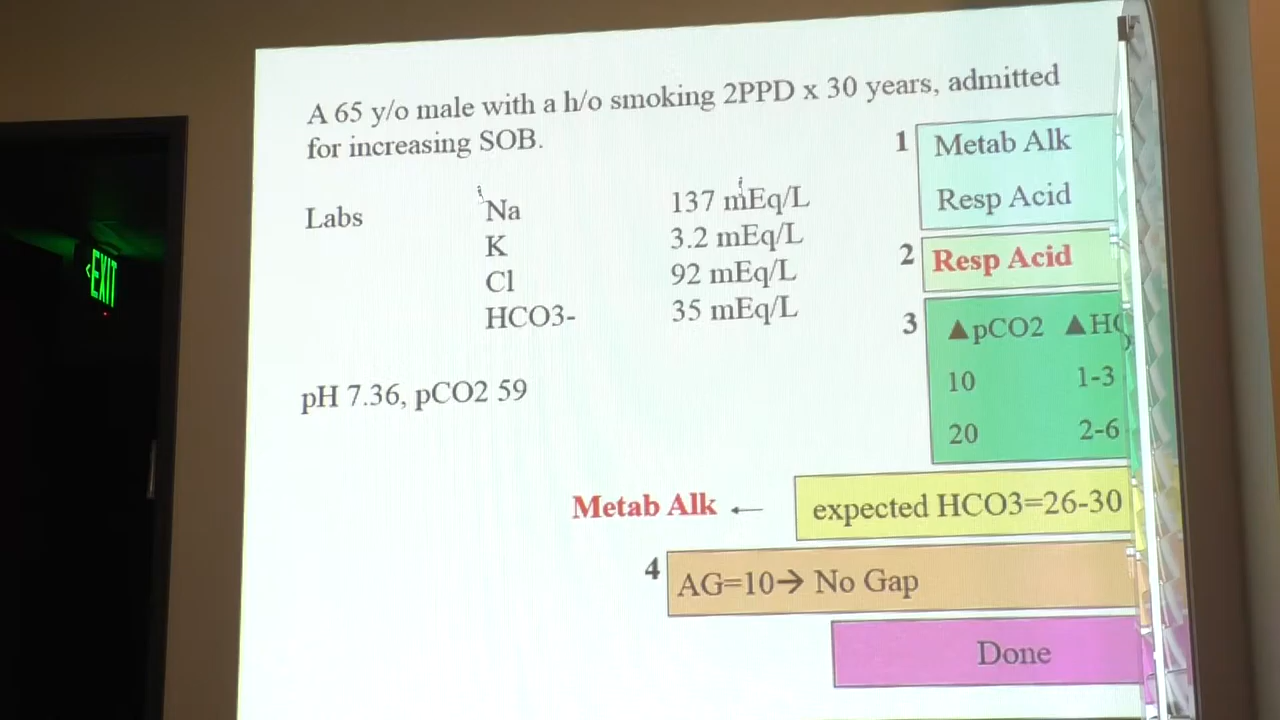 A 65 y/o male with a h/o smoking 2PPD x 30 years, admitted
for increasing SOB.
1 Metab Alk
Resp Acid
Labs Na 137 mEq/L
K 3.2 mEq/L
Cl 92 mEq/L
HCO3- 35 mEq/L
2 Resp Acid
3 ▲pCO2 ▲HC
10 1-3
20 2-6
pH 7.36, pCO2 59
Metab Alk ← expected HCO3=26-30
4 AG=10→ No Gap
Done
EXIT